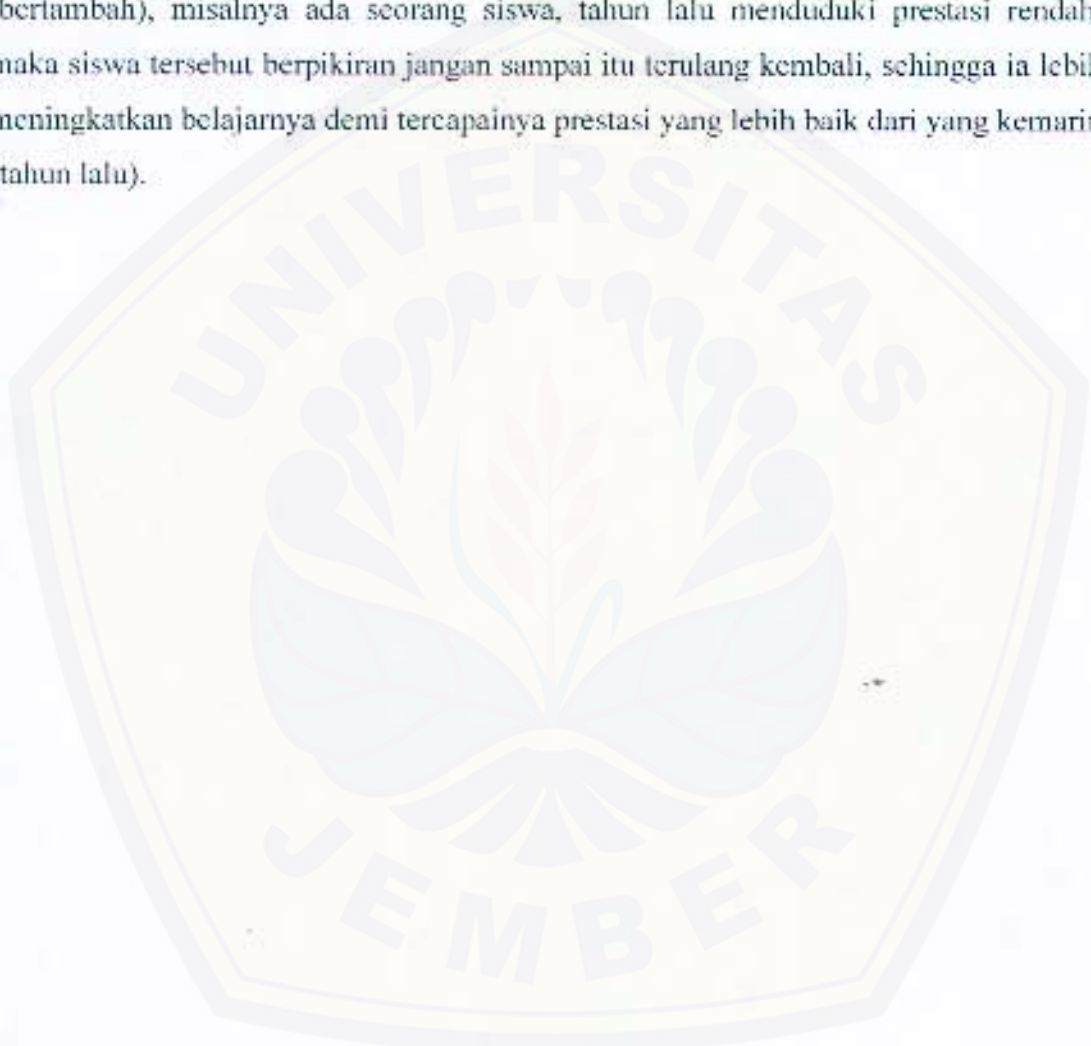 bertambah), misalnya ada seorang siswa, tahun lalu menduduki prestasi rendah
maka siswa tersebut berpikiran jangan sampai itu terulang kembali, sehingga ia lebih
meningkatkan belajarnya demi tercapainya prestasi yang lebih baik dari yang kemarin
tahun lalu).
UNIVERSITAS
JEMBER